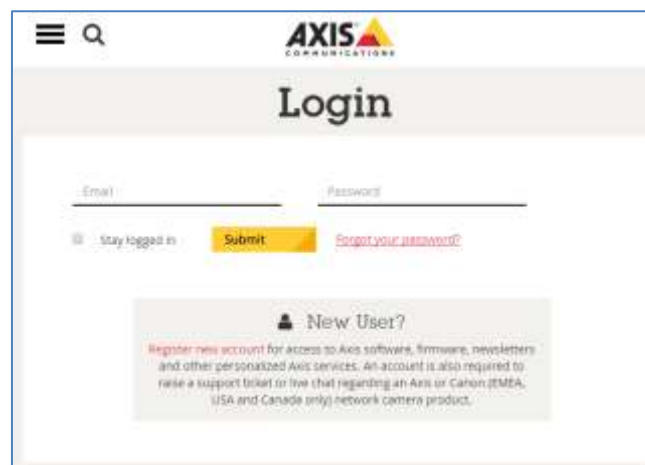 AXIS
COMMUNICATIONS
Login
Email Password
Stay logged in Submit Forgot your password?
New User?
Register new account for access to Axis software, firmware, newsletters
and other personalized Axis services. An account is also required to
raise a support ticket or live chat regarding an Axis or Canon (EMEA,
USA and Canada only) network camera product.